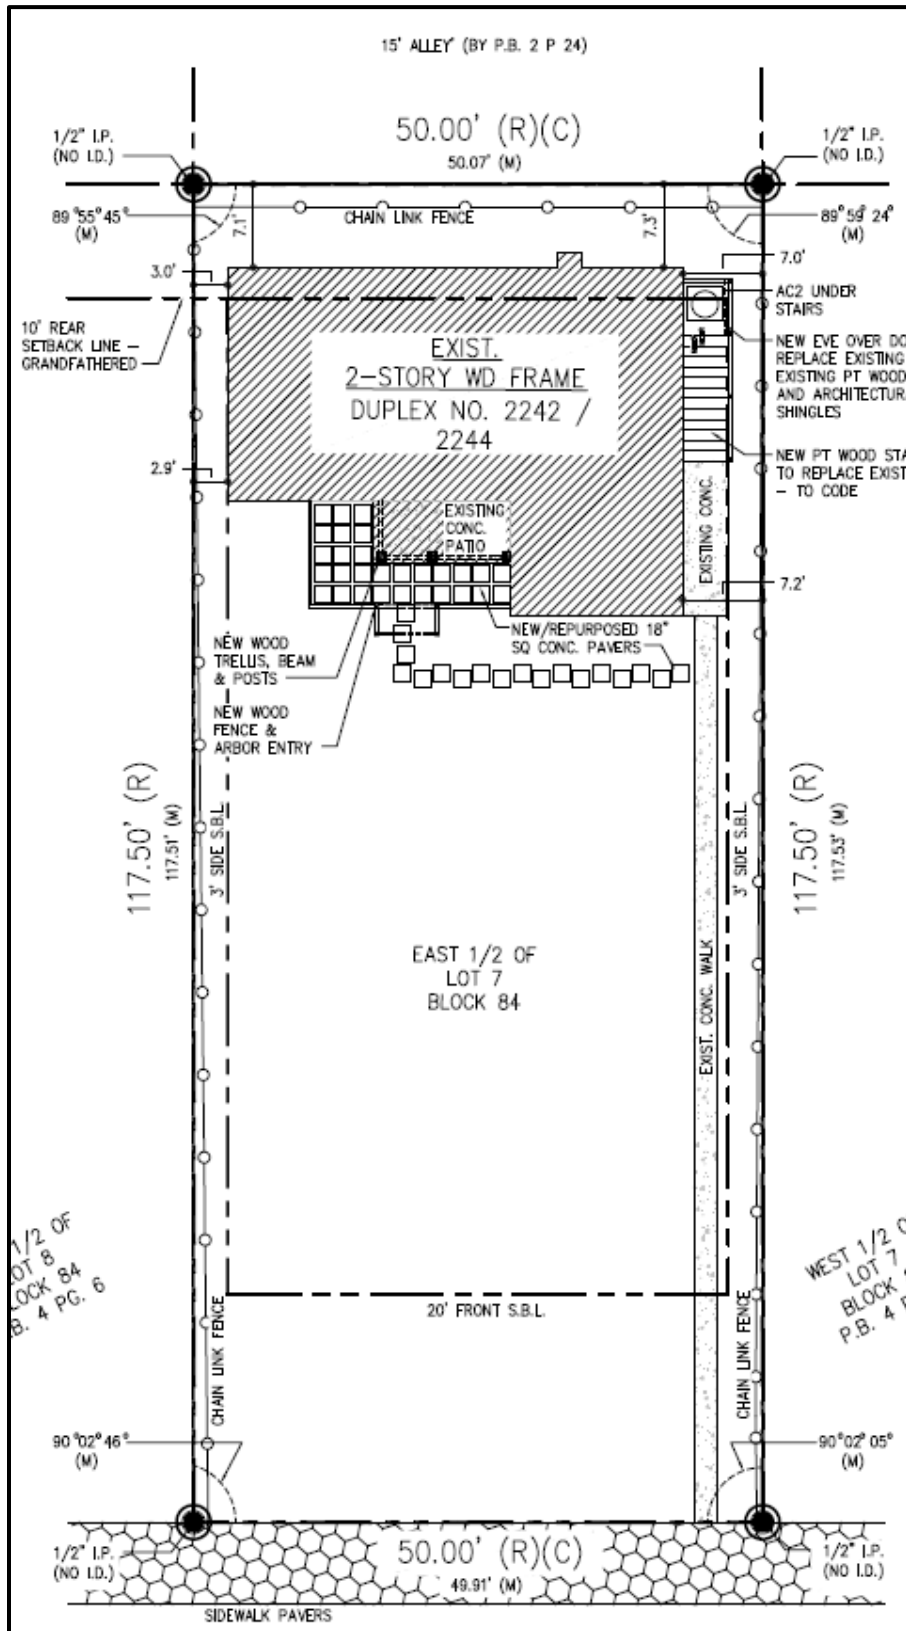 15' ALLEY (BY P.B. 2 P 24)
50.00' (R)(C)
50.07' (M)
1/2" I.P.
(NO I.D.)
1/2" I.P.
(NO I.D.)
89°55'45"
(M)
7.1'
CHAIN LINK FENCE
7.3'
89°59'24"
(M)
3.0'
7.0'
10' REAR
SETBACK LINE –
GRANDFATHERED
AC2 UNDER
STAIRS
EXIST.
2-STORY WD FRAME
DUPLEX NO. 2242 /
2244
NEW EVE OVER
REPLACE EXISTING
EXISTING PT WOOD
AND
SHINGLES
2.9'
NEW PT WOOD
TO REPLACE
– TO CODE
EXISTING
CONC.
PATIO
EXISTING CONC.
7.2'
NEW WOOD
TRELLIS, BEAM
& POSTS
NEW/REPURPOSED 18"
SQ CONC. PAVERS
NEW WOOD
FENCE &
ARBOR ENTRY
117.50' (R)
117.51' (M)
3' SIDE S.B.L.
3' SIDE S.B.L.
117.50' (R)
117.53' (M)
EAST 1/2 OF
LOT 7
BLOCK 84
EXIST. CONC. WALK
1/2 OF
LOT 8
BLOCK 84
P.B. 4 PG. 6
WEST 1/2
LOT 7
BLOCK
P.B. 4
20' FRONT S.B.L.
CHAIN LINK FENCE
CHAIN LINK FENCE
90°02'46"
(M)
90°02'05"
(M)
1/2" I.P.
(NO I.D.)
50.00' (R)(C)
49.91' (M)
1/2" I.P.
(NO I.D.)
SIDEWALK PAVERS